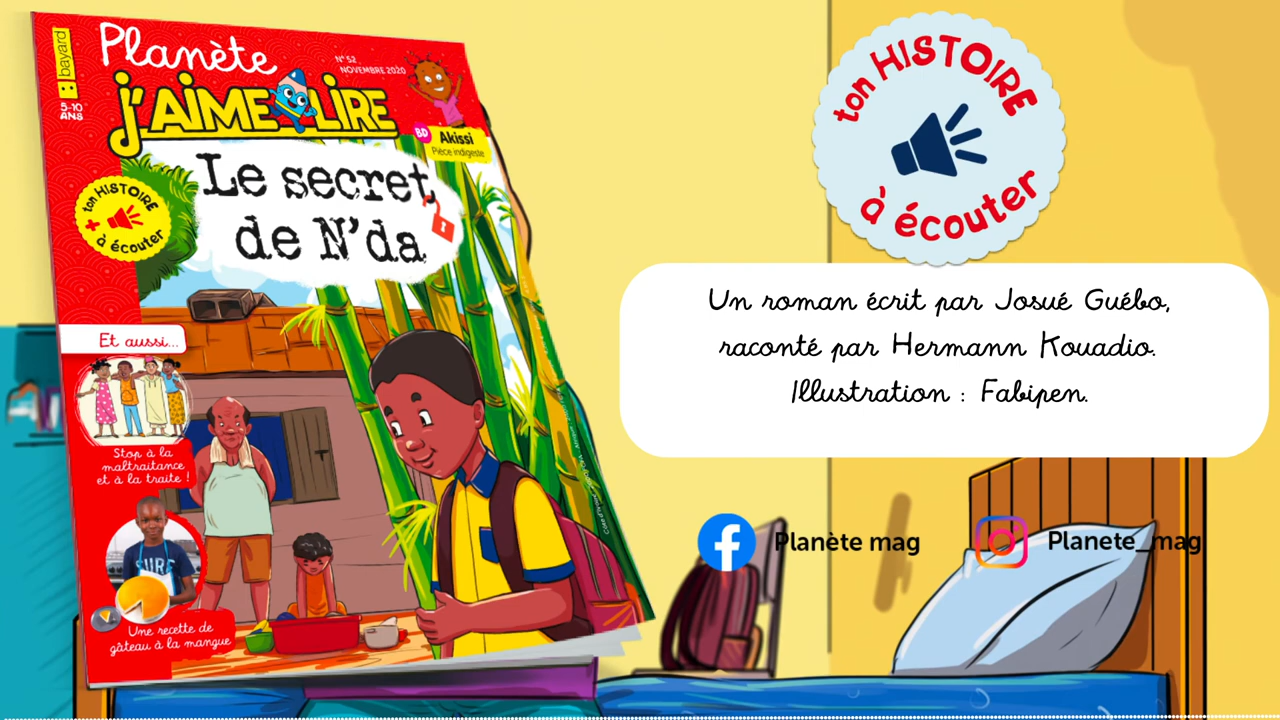 bayard
5-10
ANS
Planète
N° 52
NOVEMBRE 2020
J'AIME LIRE
BD
Akissi
Pièce indigeste
Le secret
de N'da
ton HISTOIRE
+
à écouter
Et aussi...
Stop à la
maltraitance
et à la traite !
SURF
Une recette de
gâteau à la mangue
ton HISTOIRE
à écouter
Un roman écrit par Josué Guébo,
raconté par Hermann Kouadio.
Illustration : Fabipen.
Planète mag
Planete_mag